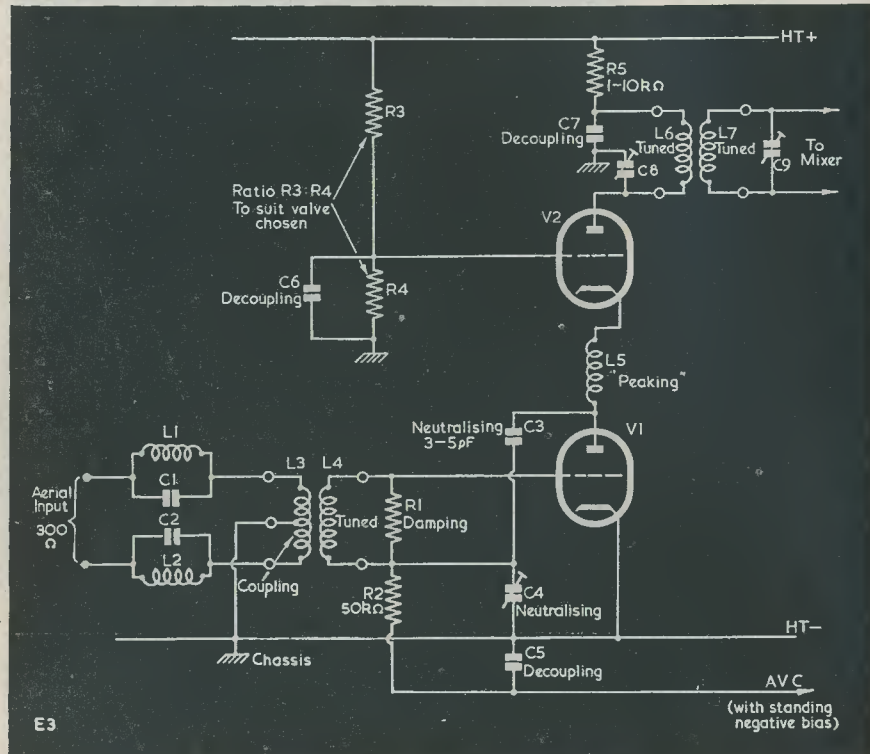 HT+
R5
1-10kΩ
R3
C7
Decoupling
L6
Tuned
L7
Tuned
C8
C9
To
Mixer
Ratio R3:R4
To suit valve
chosen
V2
C6
Decoupling
R4
L5
"Peaking"
Neutralising
3-5pF
C3
V1
L1
C1
Aerial
Input
300
Ω
C2
L2
L3
L4
Tuned
Coupling
R1
Damping
R2
50kΩ
C4
Neutralising
HT-
Chassis
C5
Decoupling
AVC
(with standing
negative bias)
E3